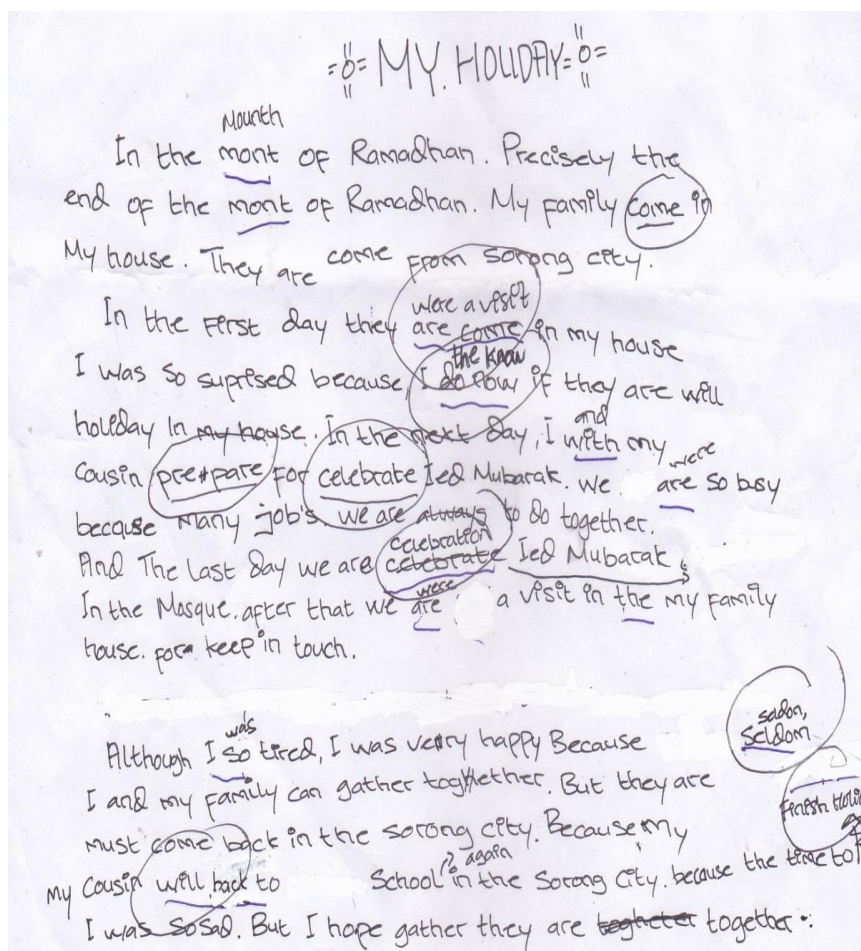 =o= MY. HOLIDAY =o=
Mounth
In the mont of Ramadhan. Precisely the
end of the mont of Ramadhan. My family come in
My house. They are come from Sorong city.
were a visit
In the First day they are come in my house
the know
I was so suprised because, I do now if they are will
holiday In my house. In the next day, I with my
and
were
Cousin prepare For celebrate Ied Mubarak. we are so busy
because many job's we are always to do together.
celebration
And The last day we are celebrate Ied Mubarak
were
In the Mosque. after that we are a visit in the my family
house. for keep in touch.
was
Although I so tired, I was very happy Because
seldon,
Seldom
I and my family can gather together. But they are
Finish
must come back in the sorong city. Because My
again
my Cousin will back to School in the Sorong City. because the time to
I was So sad. But I hope gather they are togheter together.